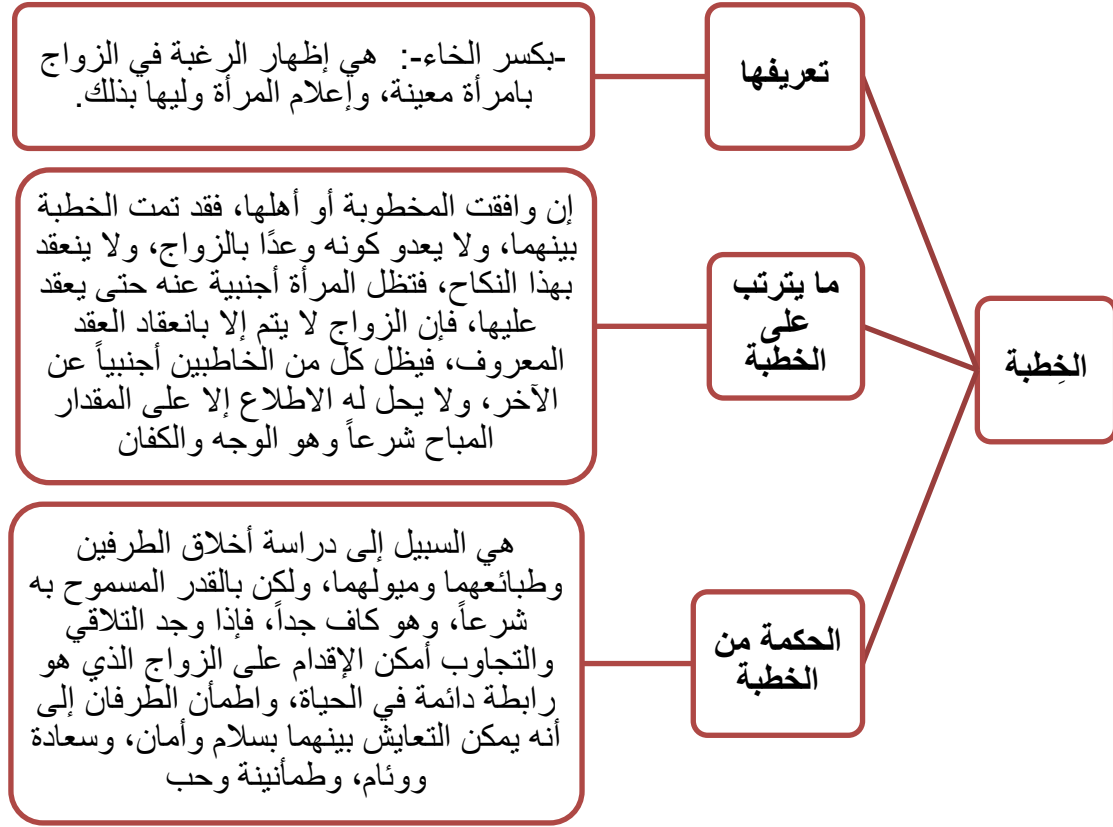 الخِطبة
تعريفها
-بكسر الخاء-: هي إظهار الرغبة في الزواج
بامرأة معينة، وإعلام المرأة وليها بذلك.
ما يترتب
على
الخطبة
إن وافقت المخطوبة أو أهلها، فقد تمت الخطبة
بينهما، ولا يعدو كونه وعدًا بالزواج، ولا ينعقد
بهذا النكاح، فتظل المرأة أجنبية عنه حتى يعقد
عليها، فإن الزواج لا يتم إلا بانعقاد العقد
المعروف، فيظل كل من الخاطبين أجنبياً عن
الآخر، ولا يحل له الاطلاع إلا على المقدار
المباح شرعاً وهو الوجه والكفان
الحكمة من
الخطبة
هي السبيل إلى دراسة أخلاق الطرفين
وطبائعهما وميولهما، ولكن بالقدر المسموح به
شرعاً، وهو كاف جداً، فإذا وجد التلاقي
والتجاوب أمكن الإقدام على الزواج الذي هو
رابطة دائمة في الحياة، واطمأن الطرفان إلى
أنه يمكن التعايش بينهما بسلام وأمان، وسعادة
ووئام، وطمأنينة وحب